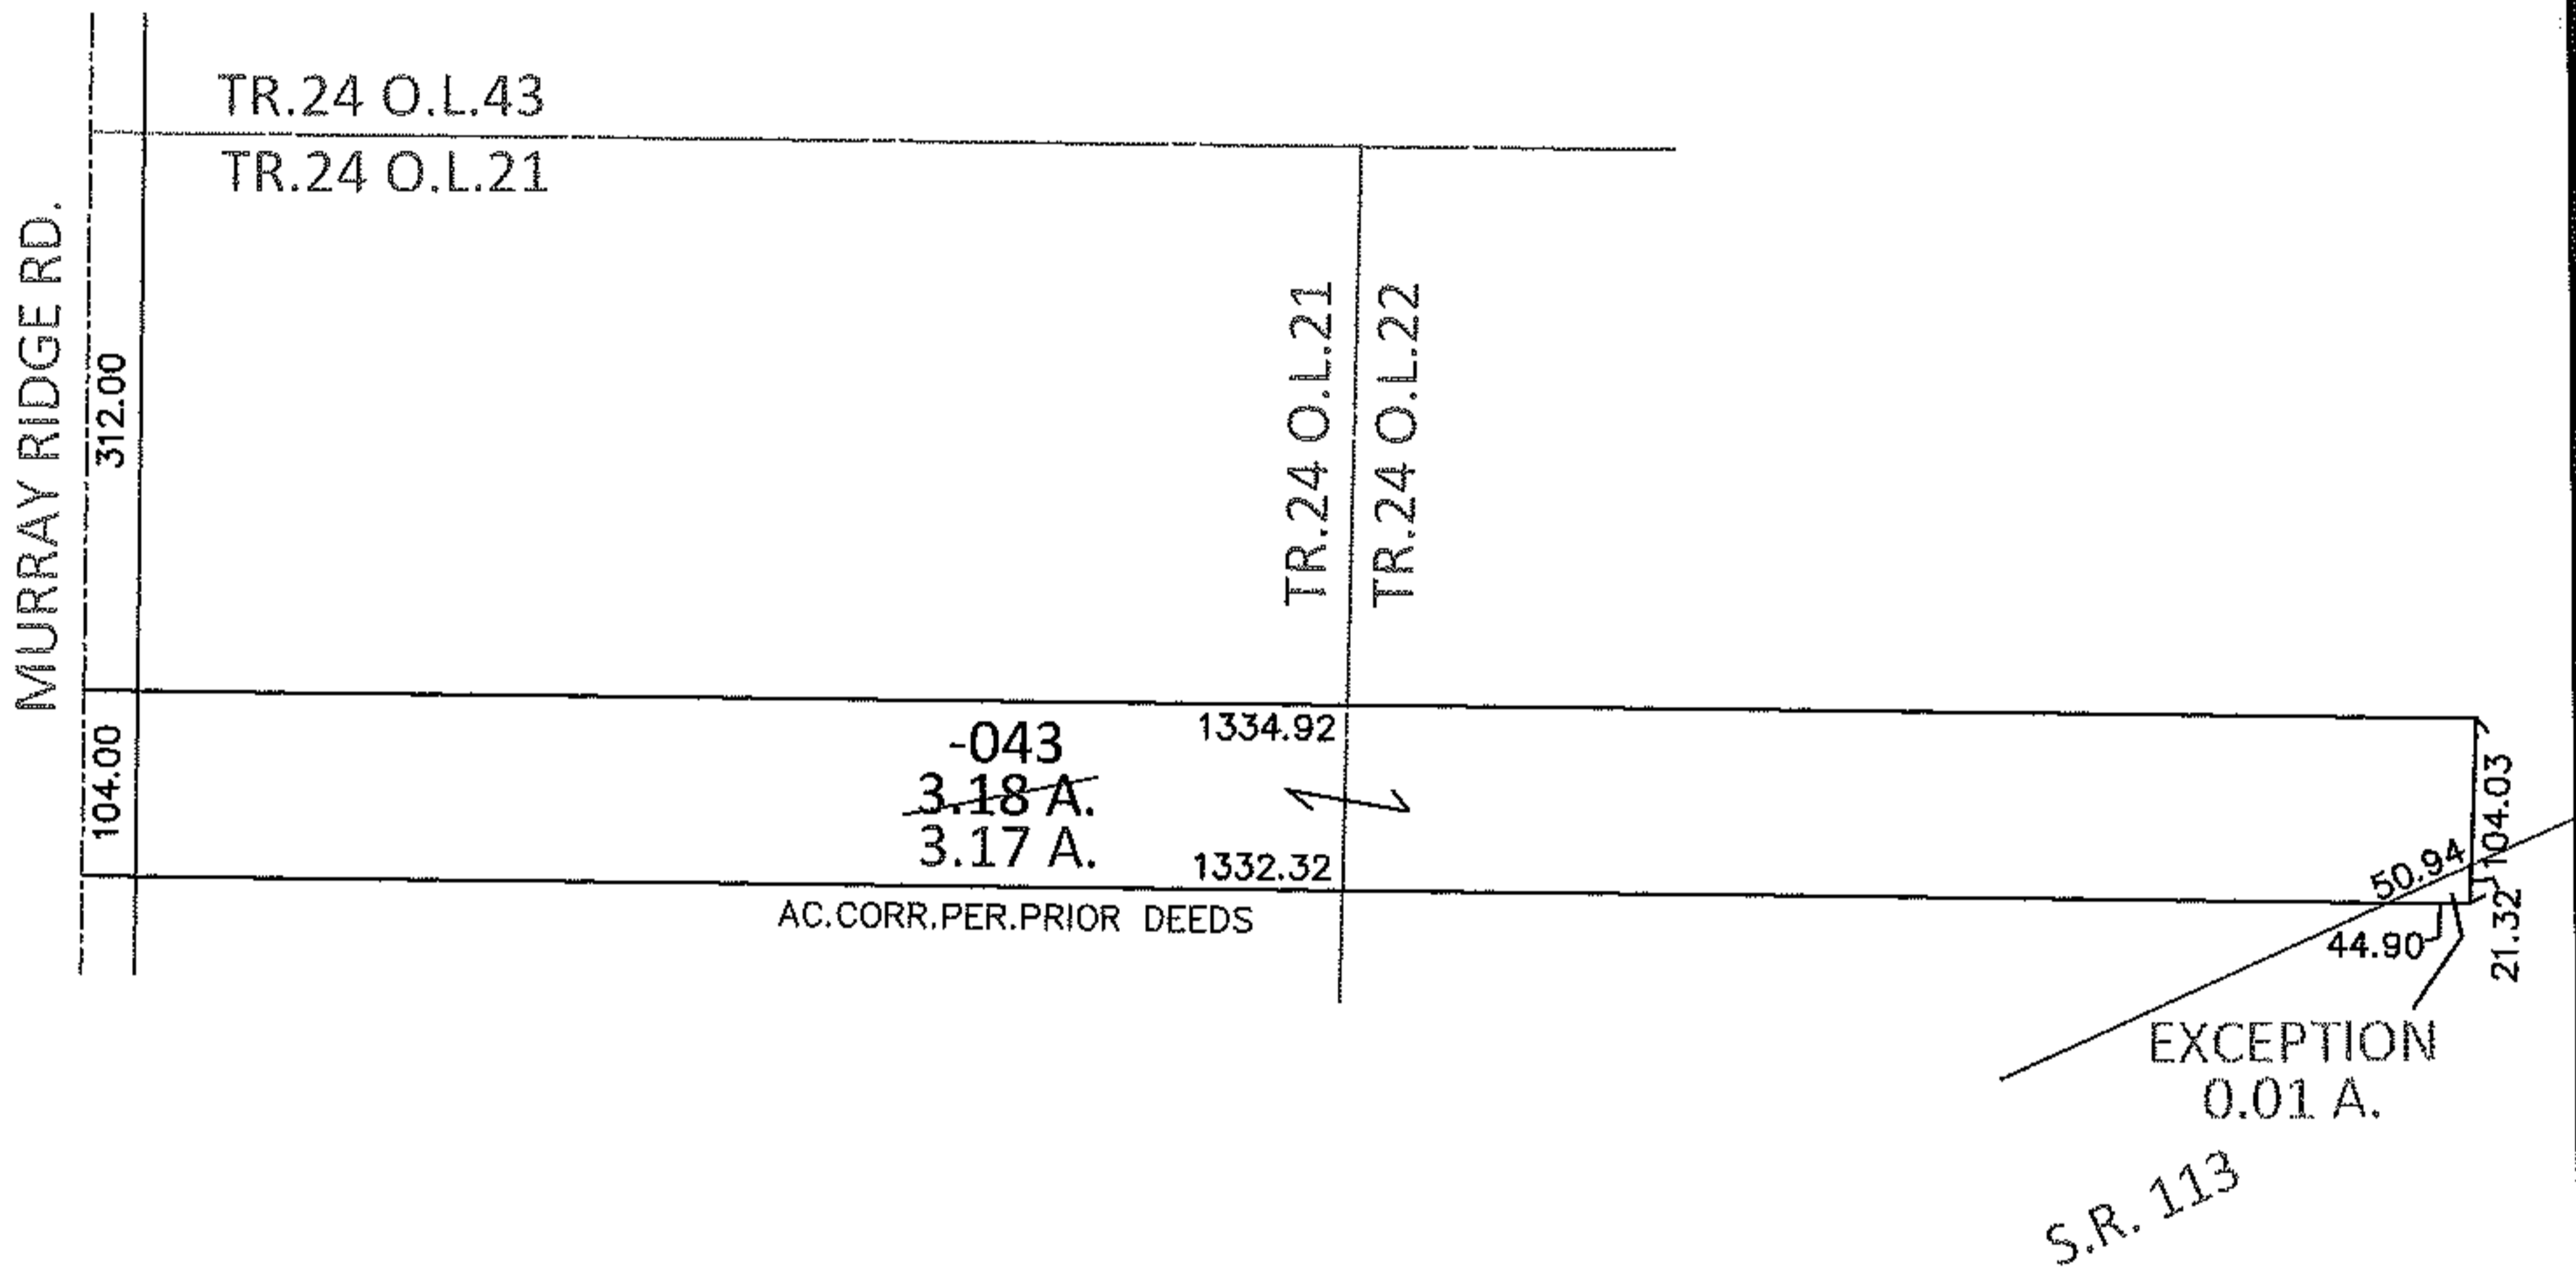 TR.24 O.L.43
TR.24 O.L.21
MURRAY RIDGE RD.
312.00
TR.24 O.L.21
TR.24 O.L.22
104.00
-043
3.18 A.
3.17 A.
1334.92
1332.32
AC.CORR.PER.PRIOR DEEDS
104.03
50.94
21.32
44.90
EXCEPTION
0.01 A.
S.R. 113